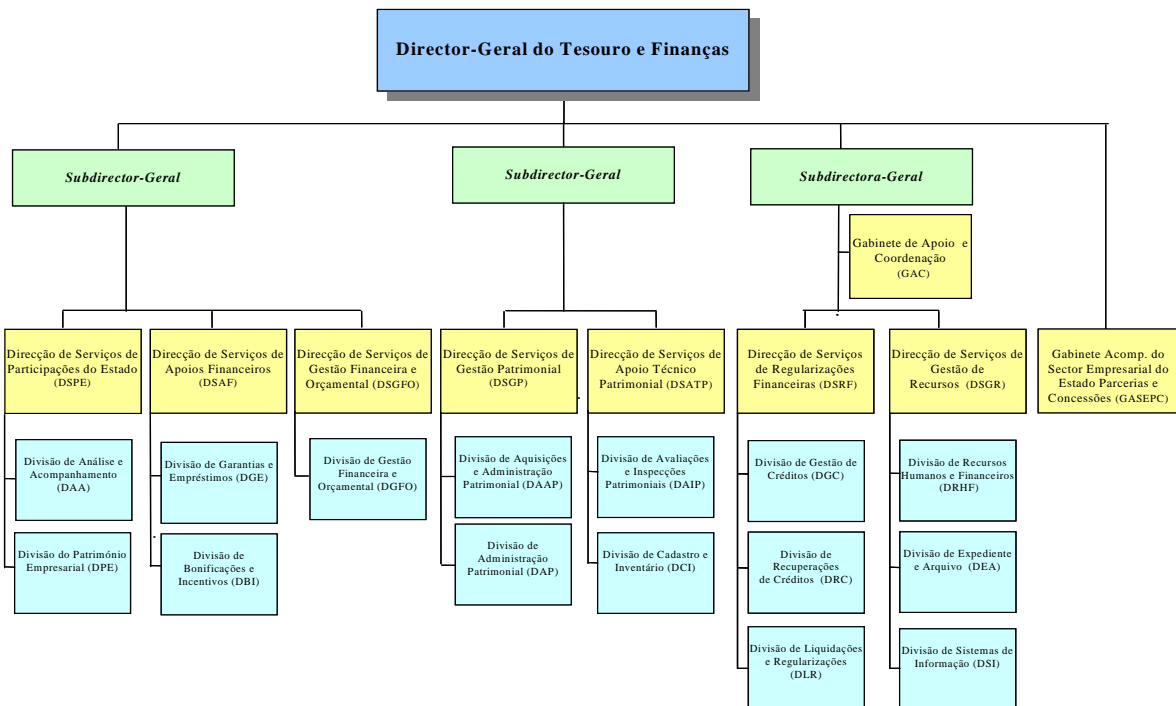 Director-Geral do Tesouro e Finanças
Subdirector-Geral
Subdirector-Geral
Subdirectora-Geral
Gabinete de Apoio e
Coordenação
(GAC)
Direcção de Serviços de
Participações do Estado (DSPE)
Direcção de Serviços de
Apoios Financeiros (DSAF)
Direcção de Serviços de
Gestão Financeira e
Orçamental (DSGFO)
Direcção de Serviços de
Gestão Patrimonial
(DSGP)
Direcção de Serviços de
Apoio Técnico
Patrimonial (DSATP)
Direcção de Serviços
de Regularizações
Financeiras (DSRF)
Direcção de Serviços de
Gestão de
Recursos (DSGR)
Gabinete Acomp. do
Sector Empresarial do
Estado Parcerias e
Concessões (GASEPC)
Divisão de Análise e
Acompanhamento
(DAA)
Divisão de Garantias e
Empréstimos (DGE)
Divisão de Gestão
Financeira e
Orçamental (DGFO)
Divisão de Aquisições
e Administração
Patrimonial (DAAP)
Divisão de Avaliações
e Inspecções
Patrimoniais (DAIP)
Divisão de Gestão de
Créditos (DGC)
Divisão de Recursos
Humanos e Financeiros
(DRHF)
Divisão do Património
Empresarial (DPE)
Divisão de
Bonificações e
Incentivos (DBI)
Divisão de
Administração
Patrimonial (DAP)
Divisão de Cadastro e
Inventário (DCI)
Divisão de
Recuperações
de Créditos (DRC)
Divisão de Expediente
e Arquivo (DEA)
Divisão de Liquidações
e Regularizações
(DLR)
Divisão de Sistemas de
Informação (DSI)